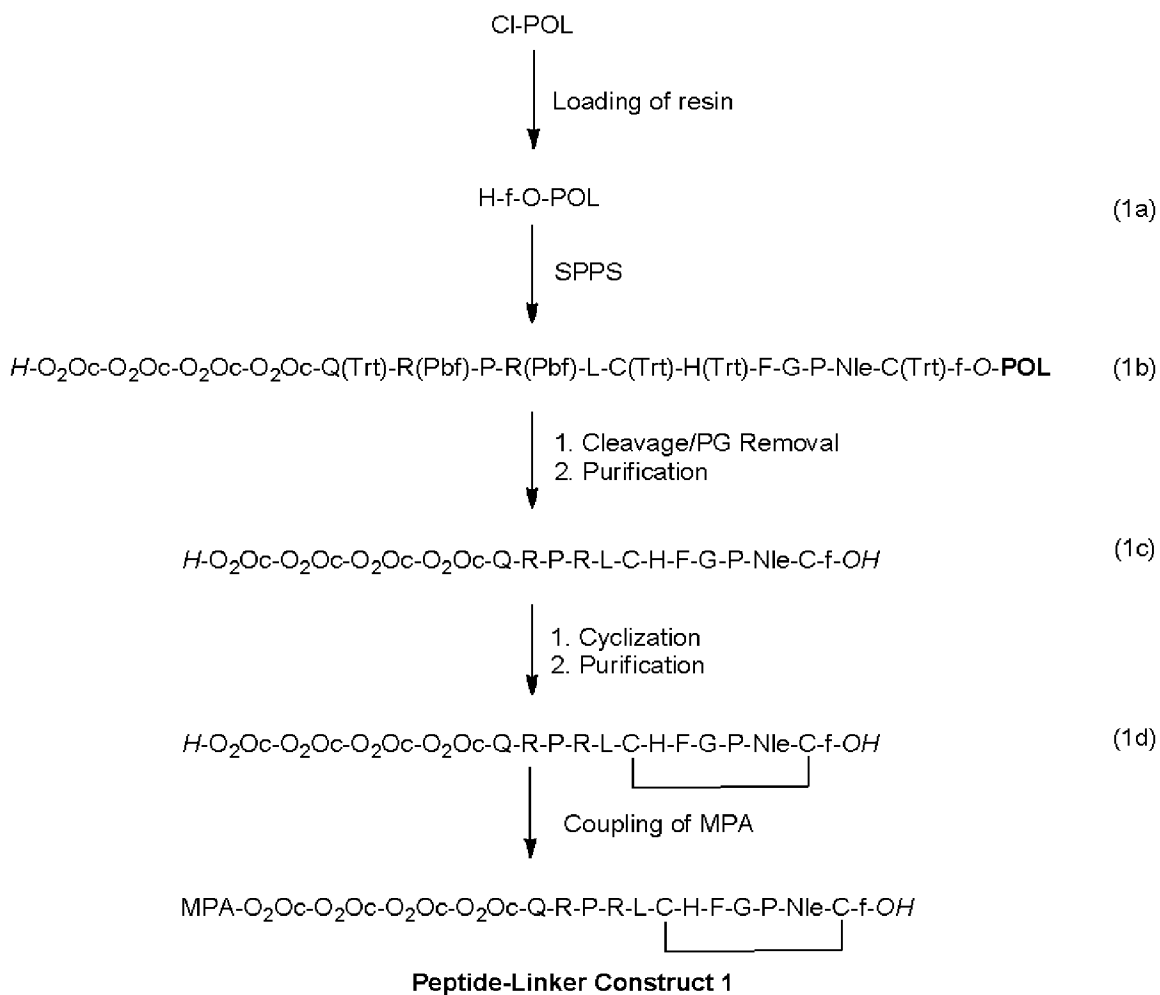 Cl-POL
Loading of resin
H-f-O-POL (1a)
SPPS
H-O₂Oc-O₂Oc-O₂Oc-O₂Oc-Q(Trt)-R(Pbf)-P-R(Pbf)-L-C(Trt)-H(Trt)-F-G-P-Nle-C(Trt)-f-O-POL (1b)
1. Cleavage/PG Removal
2. Purification
H-O₂Oc-O₂Oc-O₂Oc-O₂Oc-Q-R-P-R-L-C-H-F-G-P-Nle-C-f-OH (1c)
1. Cyclization
2. Purification
H-O₂Oc-O₂Oc-O₂Oc-O₂Oc-Q-R-P-R-L-C-H-F-G-P-Nle-C-f-OH (1d)
Coupling of MPA
MPA-O₂Oc-O₂Oc-O₂Oc-O₂Oc-Q-R-P-R-L-C-H-F-G-P-Nle-C-f-OH
Peptide-Linker Construct 1